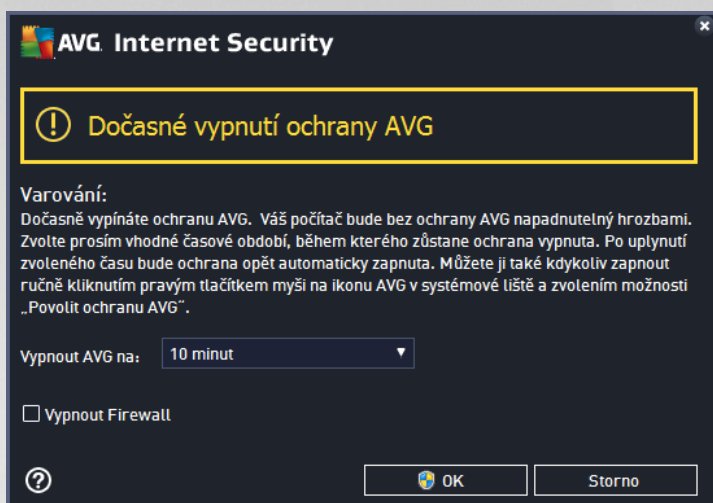 AVG. Internet Security
Dočasné vypnutí ochrany AVG
Varování:
Dočasně vypínáte ochranu AVG. Váš počítač bude bez ochrany AVG napadnutelný hrozbami.
Zvolte prosím vhodné časové období, během kterého zůstane ochrana vypnuta. Po uplynutí
zvoleného času bude ochrana opět automaticky zapnuta. Můžete ji také kdykoliv zapnout
ručně kliknutím pravým tlačítkem myši na ikonu AVG v systémové liště a zvolením možnosti
„Povolit ochranu AVG“.
Vypnout AVG na: 10 minut
Vypnout Firewall
OK Storno